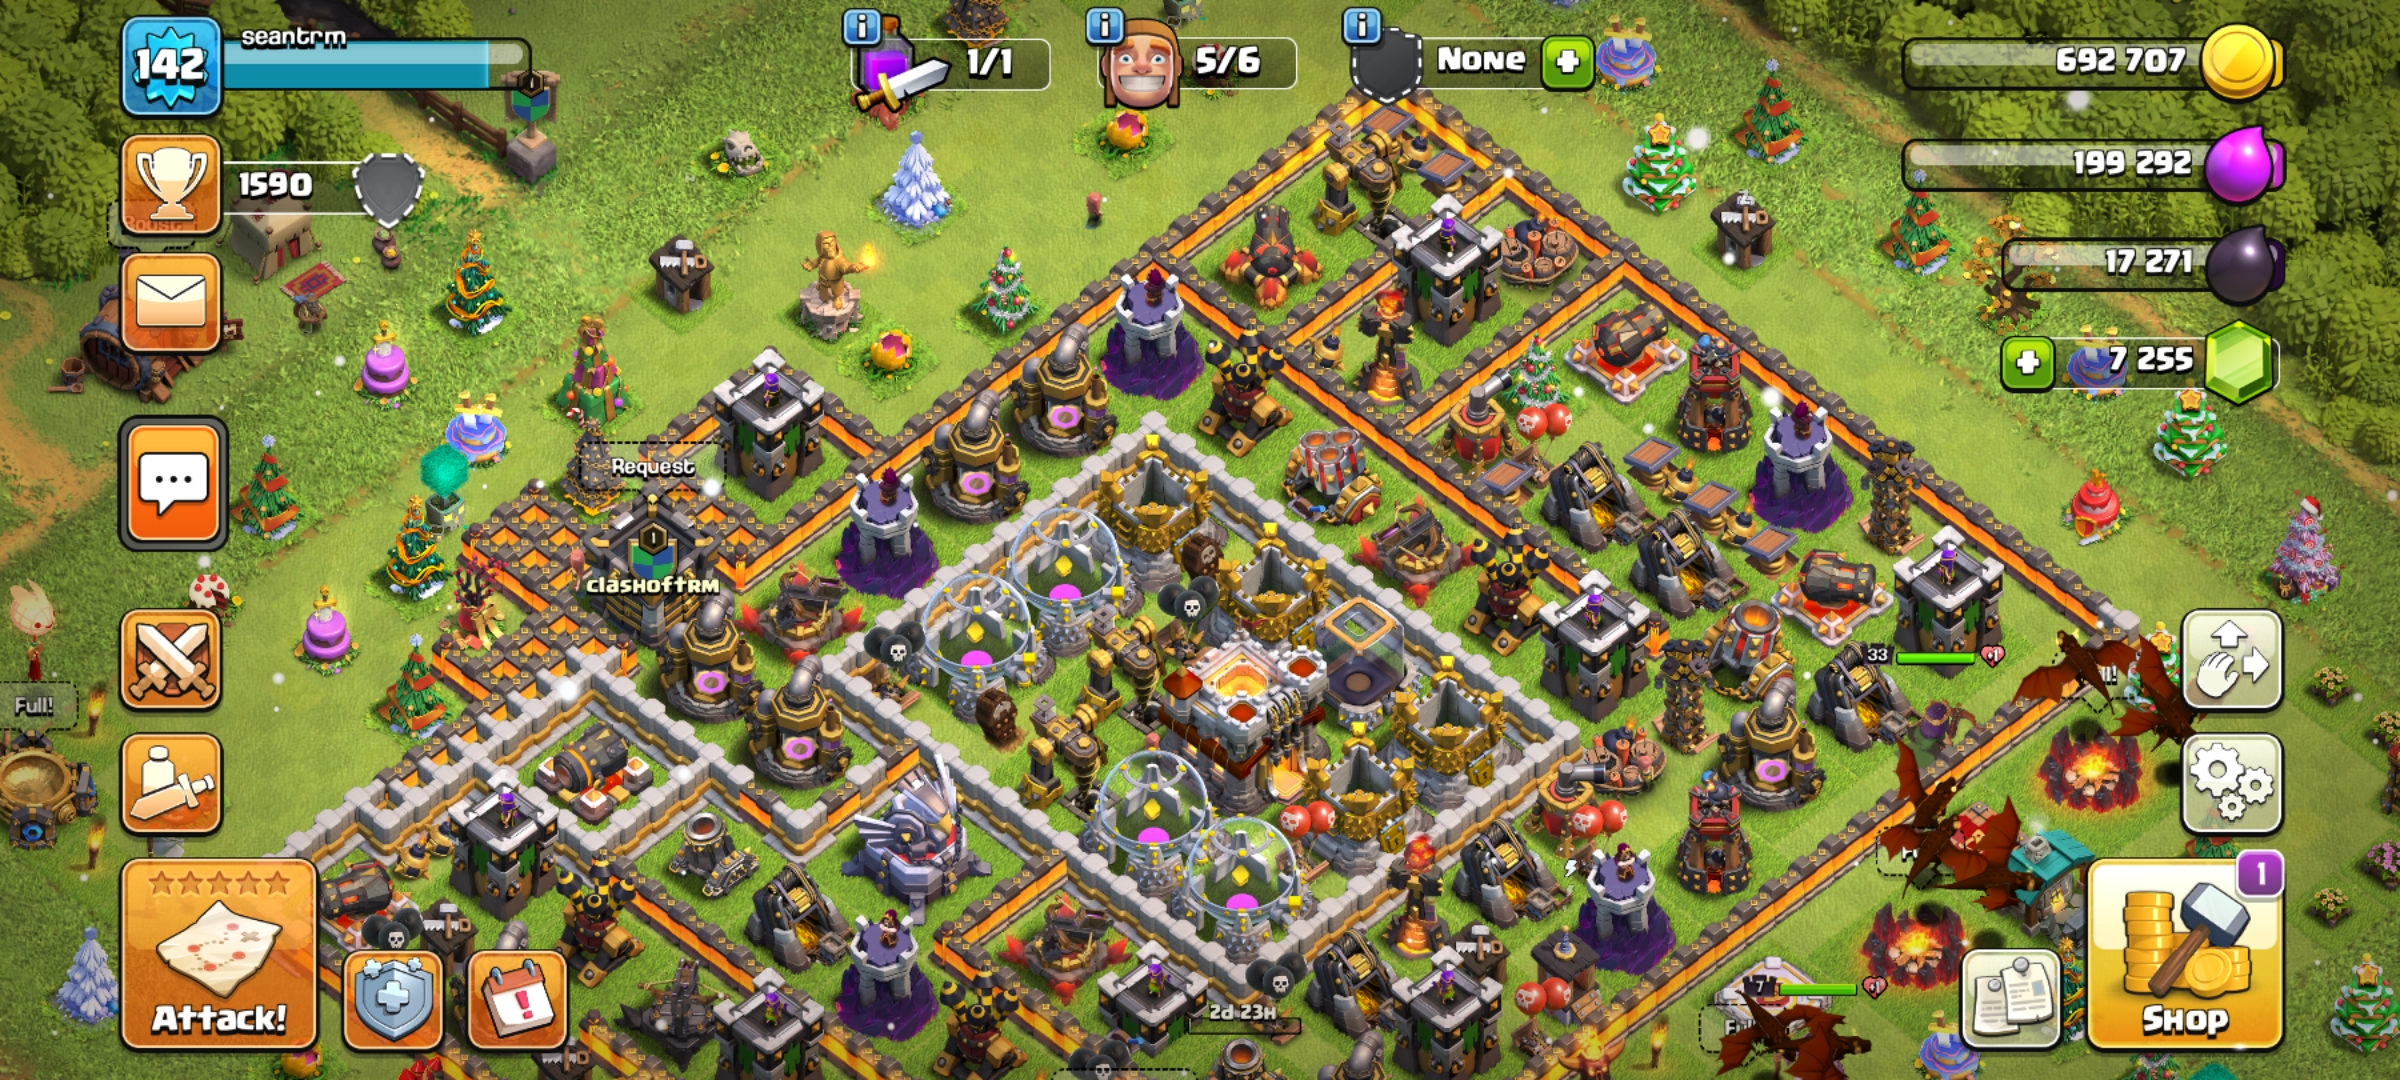 142
seantrm
1/1
5/6
None
692 707
1590
199 292
17 271
7 255
Request
clashoftrm
Full!
33
Attack!
2d 23H
7
1
Shop